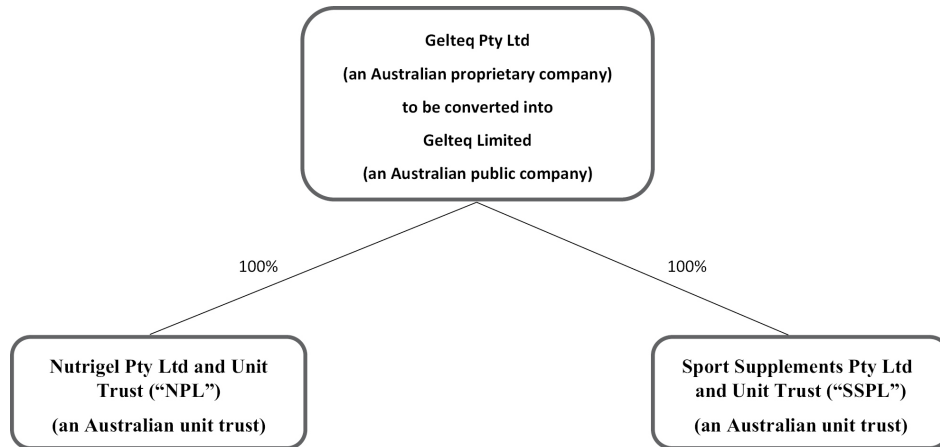 Gelteq Pty Ltd
(an Australian proprietary company)
to be converted into
Gelteq Limited
(an Australian public company)
100%
100%
Nutrigel Pty Ltd and Unit
Trust (“NPL”)
(an Australian unit trust)
Sport Supplements Pty Ltd
and Unit Trust (“SSPL”)
(an Australian unit trust)